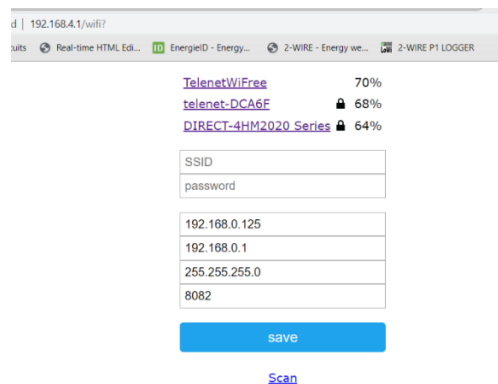 d | 192.168.4.1/wifi?
cuits Real-time HTML Edi... ID EnergieID - Energy... 2-WIRE - Energy we... 2-WIRE P1 LOGGER
TelenetWiFree 70%
telenet-DCA6F 68%
DIRECT-4HM2020 Series 64%
SSID
password
192.168.0.125
192.168.0.1
255.255.255.0
8082
save
Scan